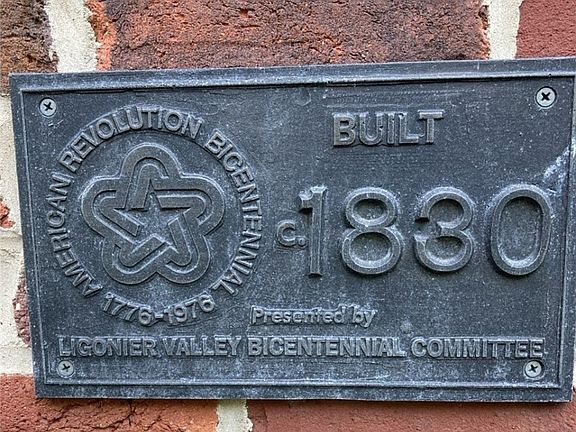 AMERICAN REVOLUTION BICENTENNIAL
1776-1976
BUILT
c.1830
Presented by
LIGONIER VALLEY BICENTENNIAL COMMITTEE